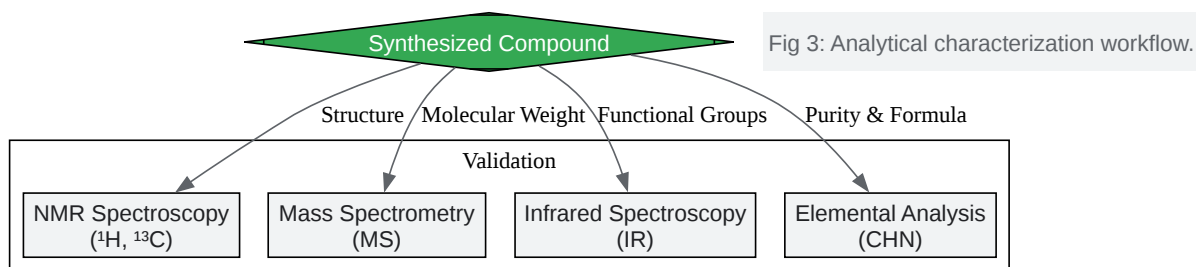 Synthesized Compound
Fig 3: Analytical characterization workflow.
Structure
Molecular Weight
Functional Groups
Purity & Formula
Validation
NMR Spectroscopy
(¹H, ¹³C)
Mass Spectrometry
(MS)
Infrared Spectroscopy
(IR)
Elemental Analysis
(CHN)